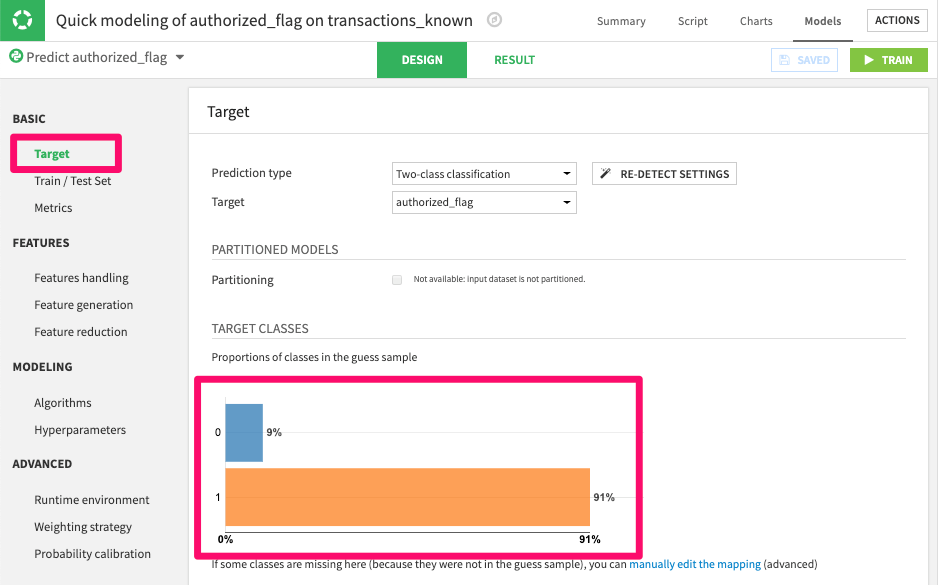 Quick modeling of authorized_flag on transactions_known
Summary
Script
Charts
Models
ACTIONS
Predict authorized_flag
DESIGN
RESULT
SAVED
TRAIN
BASIC
Target
Train / Test Set
Metrics
FEATURES
Features handling
Feature generation
Feature reduction
MODELING
Algorithms
Hyperparameters
ADVANCED
Runtime environment
Weighting strategy
Probability calibration
Target
Prediction type
Two-class classification
RE-DETECT SETTINGS
Target
authorized_flag
PARTITIONED MODELS
Partitioning
Not available: input dataset is not partitioned.
TARGET CLASSES
Proportions of classes in the guess sample
0
9%
1
91%
0%
91%
If some classes are missing here (because they were not in the guess sample), you can manually edit the mapping (advanced)